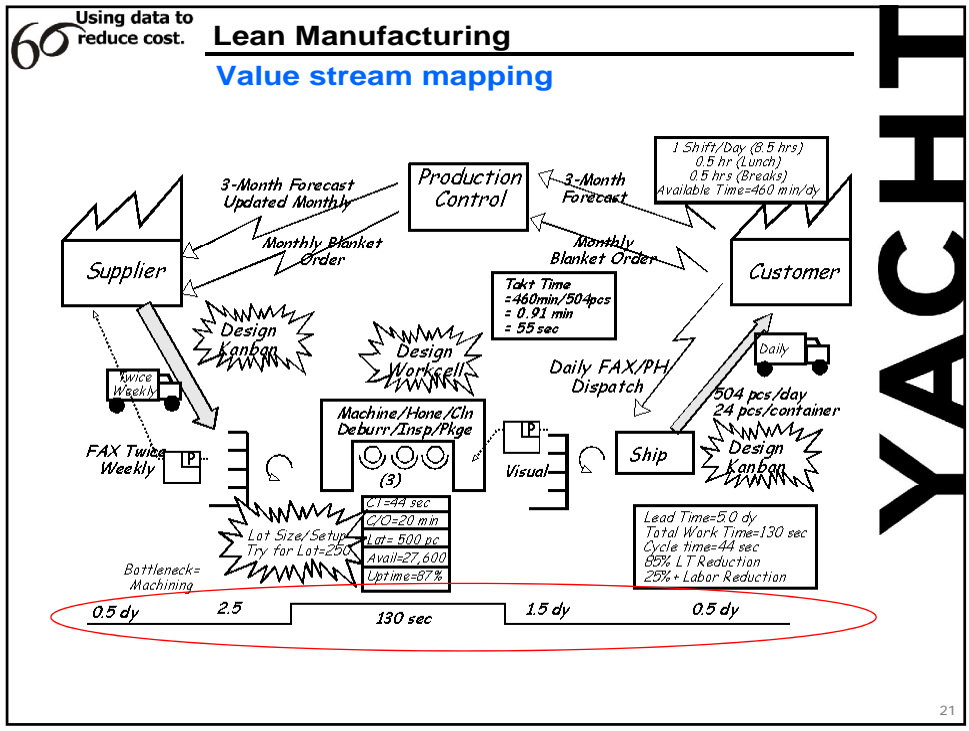 Using data to
reduce cost.
6σ
Lean Manufacturing
Value stream mapping
YACHT
1 Shift/Day (8.5 hrs)
0.5 hr (Lunch)
0.5 hrs (Breaks)
Available Time=460 min/dy
Production
Control
3-Month Forecast
Updated Monthly
3-Month
Forecast
Monthly Blanket
Order
Monthly
Blanket Order
Supplier
Customer
Takt Time
=460min/504pcs
= 0.91 min
= 55 sec
Design
Kanban
Design
Workcell
Daily
Twice
Weekly
Daily FAX/PH
Dispatch
504 pcs/day
24 pcs/container
Machine/Hone/Cln
Deburr/Insp/Pkge
FAX Twice
Weekly
P
(3)
P
Visual
Ship
Design
Kanban
CT=44 sec
C/O=20 min
Lot= 500 pc
Avail=27,600
Uptime=87%
Lot Size/Setup
Try for Lot=250
Lead Time=5.0 dy
Total Work Time=130 sec
Cycle time=44 sec
85% LT Reduction
25%+ Labor Reduction
Bottleneck=
Machining
0.5 dy
2.5
130 sec
1.5 dy
0.5 dy
21